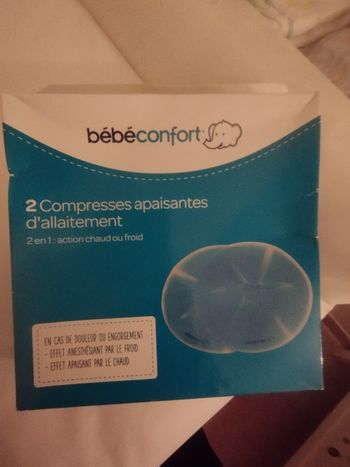 bébéconfort
2 Compresses apaisantes
d'allaitement
2 en 1 : action chaud ou froid
EN CAS DE DOULEUR OU ENGORGEMENT
- EFFET ANESTHÉSIANT PAR LE FROID
- EFFET APAISANT PAR LE CHAUD